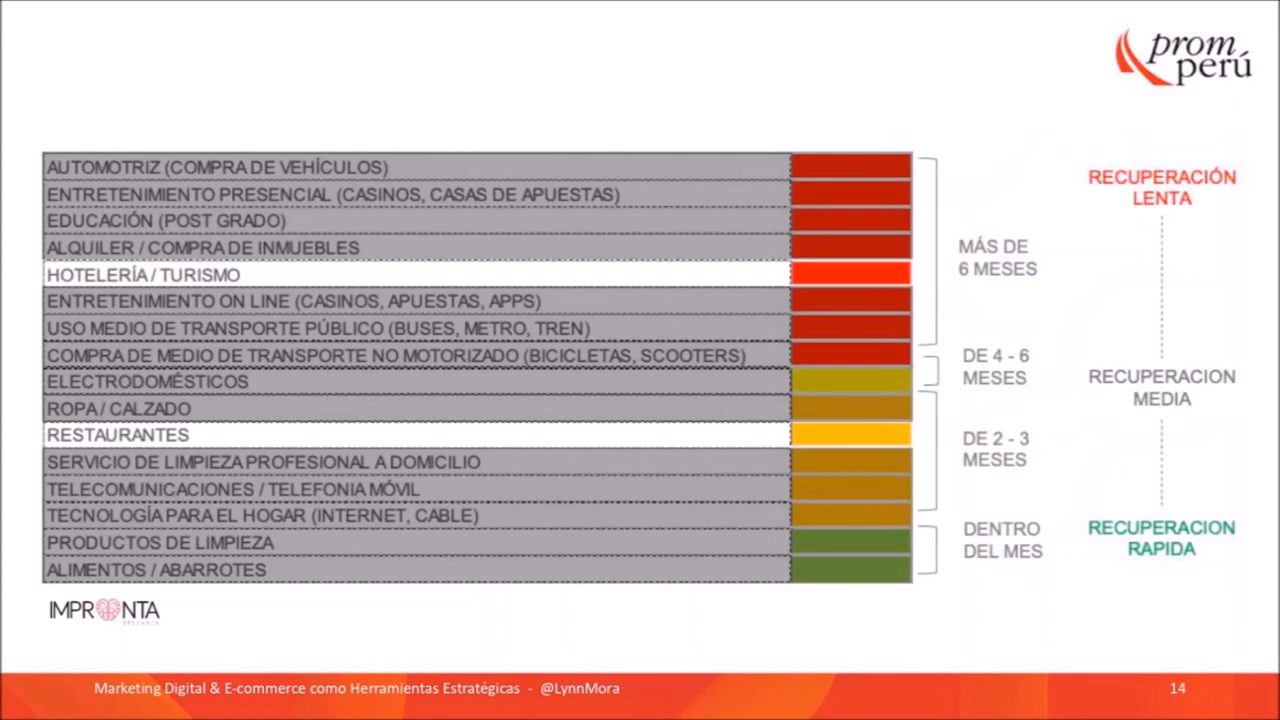 prom
perú
AUTOMOTRIZ (COMPRA DE VEHÍCULOS)
ENTRETENIMIENTO PRESENCIAL (CASINOS, CASAS DE APUESTAS)
EDUCACIÓN (POST GRADO)
ALQUILER / COMPRA DE INMUEBLES
HOTELERÍA / TURISMO
ENTRETENIMIENTO ON LINE (CASINOS, APUESTAS, APPS)
USO MEDIO DE TRANSPORTE PÚBLICO (BUSES, METRO, TREN)
COMPRA DE MEDIO DE TRANSPORTE NO MOTORIZADO (BICICLETAS, SCOOTERS)
ELECTRODOMÉSTICOS
ROPA / CALZADO
RESTAURANTES
SERVICIO DE LIMPIEZA PROFESIONAL A DOMICILIO
TELECOMUNICACIONES / TELEFONIA MÓVIL
TECNOLOGÍA PARA EL HOGAR (INTERNET, CABLE)
PRODUCTOS DE LIMPIEZA
ALIMENTOS / ABARROTES
MÁS DE
6 MESES
DE 4 - 6
MESES
DE 2 - 3
MESES
DENTRO
DEL MES
RECUPERACIÓN
LENTA
RECUPERACION
MEDIA
RECUPERACION
RAPIDA
IMPRONTA
Marketing Digital & E-commerce como Herramientas Estratégicas - @LynnMora
14